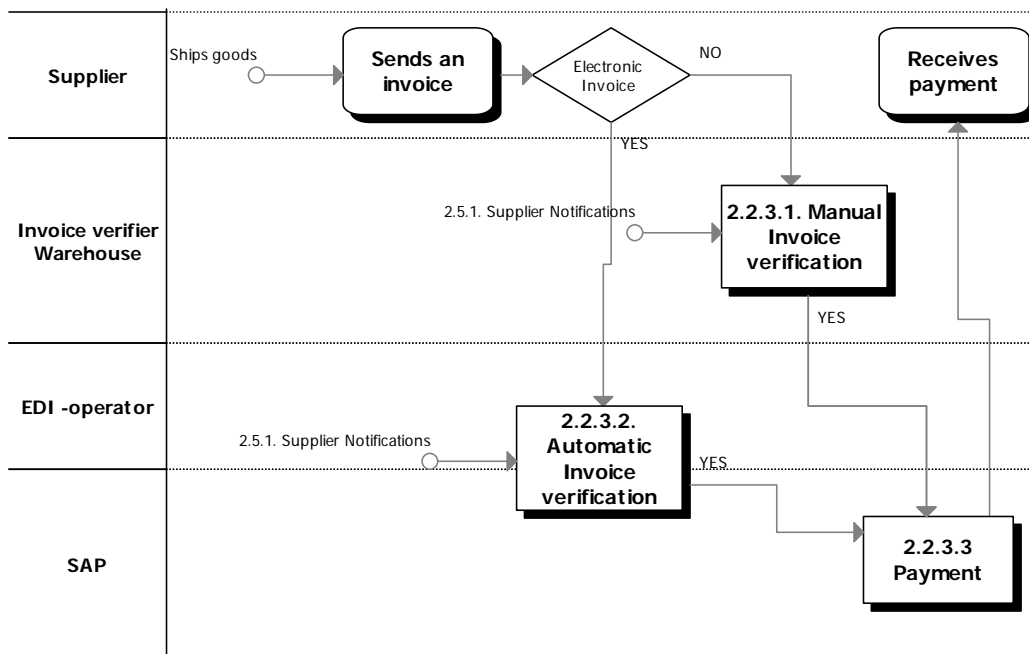 Supplier
Ships goods
Sends an
invoice
Electronic
Invoice
NO
YES
Receives
payment
Invoice verifier
Warehouse
2.5.1. Supplier Notifications
2.2.3.1. Manual
Invoice
verification
YES
EDI -operator
2.5.1. Supplier Notifications
2.2.3.2.
Automatic
Invoice
verification
YES
SAP
2.2.3.3
Payment